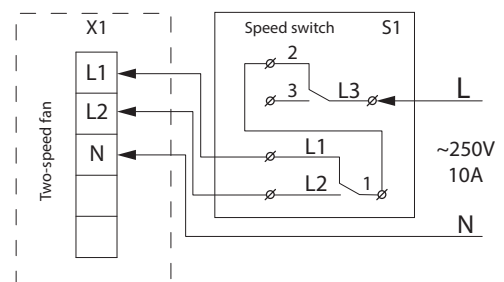 X1
Speed switch S1
L1
L2
N
Two-speed fan
2
3 L3
L1
L2 1
L
~250V
10A
N